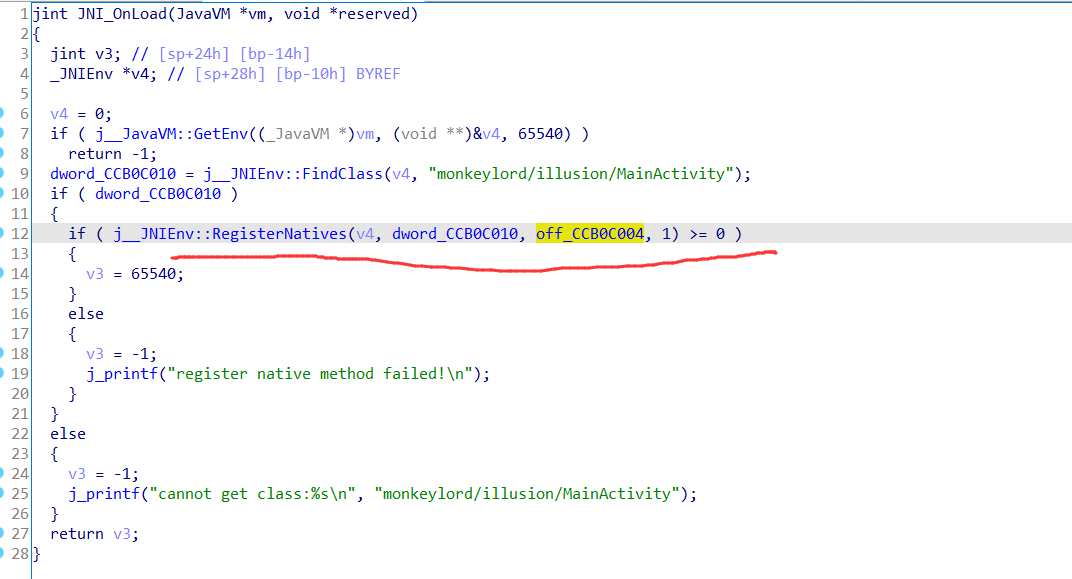 1 jint JNI_OnLoad(JavaVM *vm, void *reserved)
2 {
3 jint v3; // [sp+24h] [bp-14h]
4 _JNIEnv *v4; // [sp+28h] [bp-10h] BYREF
5
6 v4 = 0;
7 if ( j__JavaVM::GetEnv((_JavaVM *)vm, (void **)&v4, 65540) )
8 return -1;
9 dword_CCB0C010 = j__JNIEnv::FindClass(v4, "monkeylord/illusion/MainActivity");
10 if ( dword_CCB0C010 )
11 {
12 if ( j__JNIEnv::RegisterNatives(v4, dword_CCB0C010, off_CCB0C004, 1) >= 0 )
13 {
14 v3 = 65540;
15 }
16 else
17 {
18 v3 = -1;
19 j_printf("register native method failed!\n");
20 }
21 }
22 else
23 {
24 v3 = -1;
25 j_printf("cannot get class:%s\n", "monkeylord/illusion/MainActivity");
26 }
27 return v3;
28 }